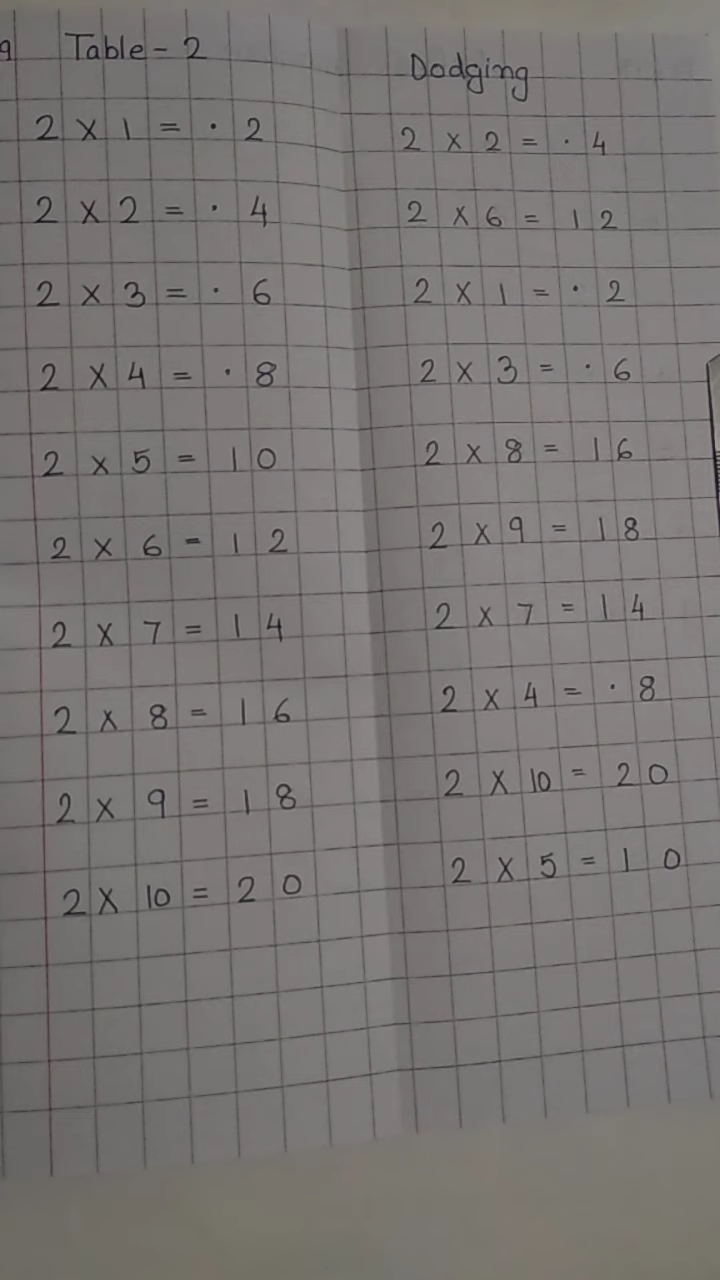 9 Table - 2
2 x 1 = . 2
2 x 2 = . 4
2 x 3 = . 6
2 x 4 = . 8
2 x 5 = 1 0
2 x 6 = 1 2
2 x 7 = 1 4
2 x 8 = 1 6
2 x 9 = 1 8
2 x 10 = 2 0
Dodging
2 x 2 = . 4
2 x 6 = 1 2
2 x 1 = . 2
2 x 3 = . 6
2 x 8 = 1 6
2 x 9 = 1 8
2 x 7 = 1 4
2 x 4 = . 8
2 x 10 = 2 0
2 x 5 = 1 0